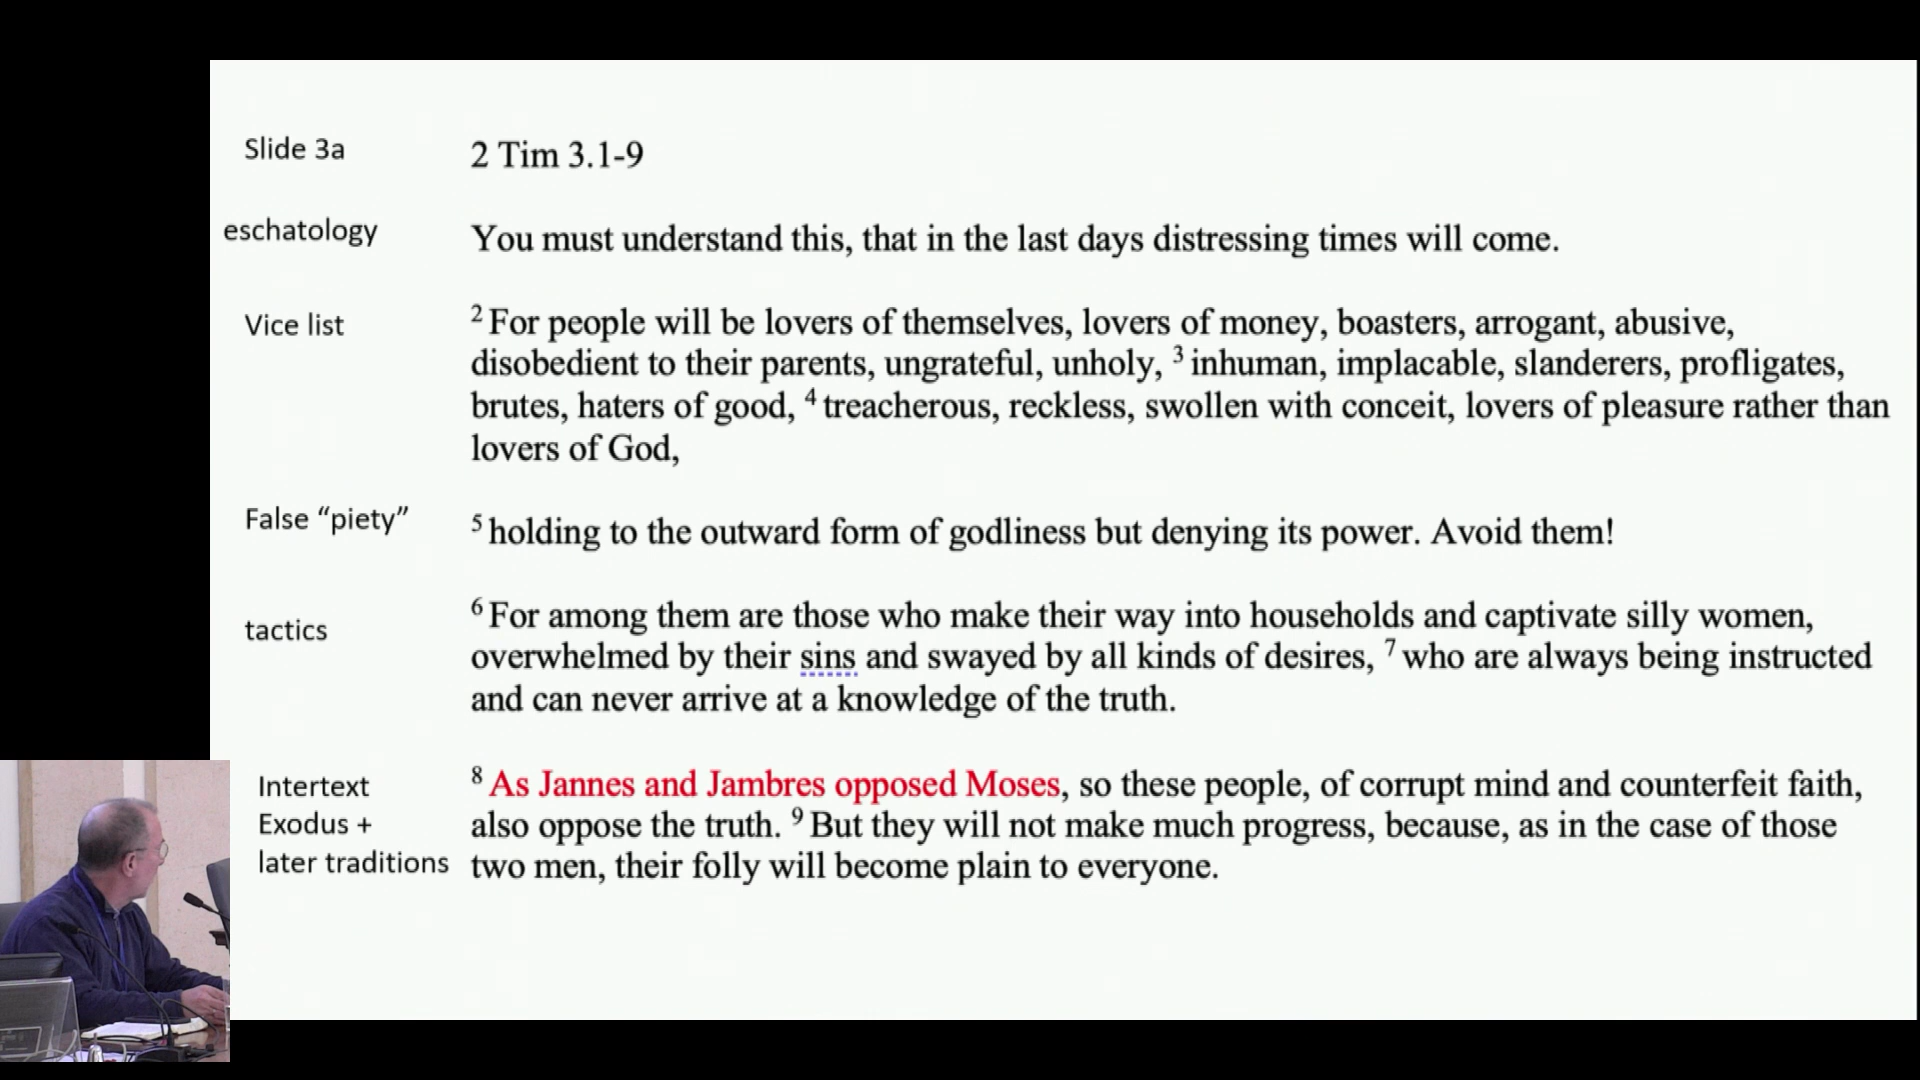 Slide 3a
2 Tim 3.1-9
eschatology
You must understand this, that in the last days distressing times will come.
Vice list
2 For people will be lovers of themselves, lovers of money, boasters, arrogant, abusive,
disobedient to their parents, ungrateful, unholy, 3 inhuman, implacable, slanderers, profligates,
brutes, haters of good, 4 treacherous, reckless, swollen with conceit, lovers of pleasure rather than
lovers of God,
False “piety”
5 holding to the outward form of godliness but denying its power. Avoid them!
tactics
6 For among them are those who make their way into households and captivate silly women,
overwhelmed by their sins and swayed by all kinds of desires, 7 who are always being instructed
and can never arrive at a knowledge of the truth.
Intertext
Exodus +
later traditions
8 As Jannes and Jambres opposed Moses, so these people, of corrupt mind and counterfeit faith,
also oppose the truth. 9 But they will not make much progress, because, as in the case of those
two men, their folly will become plain to everyone.